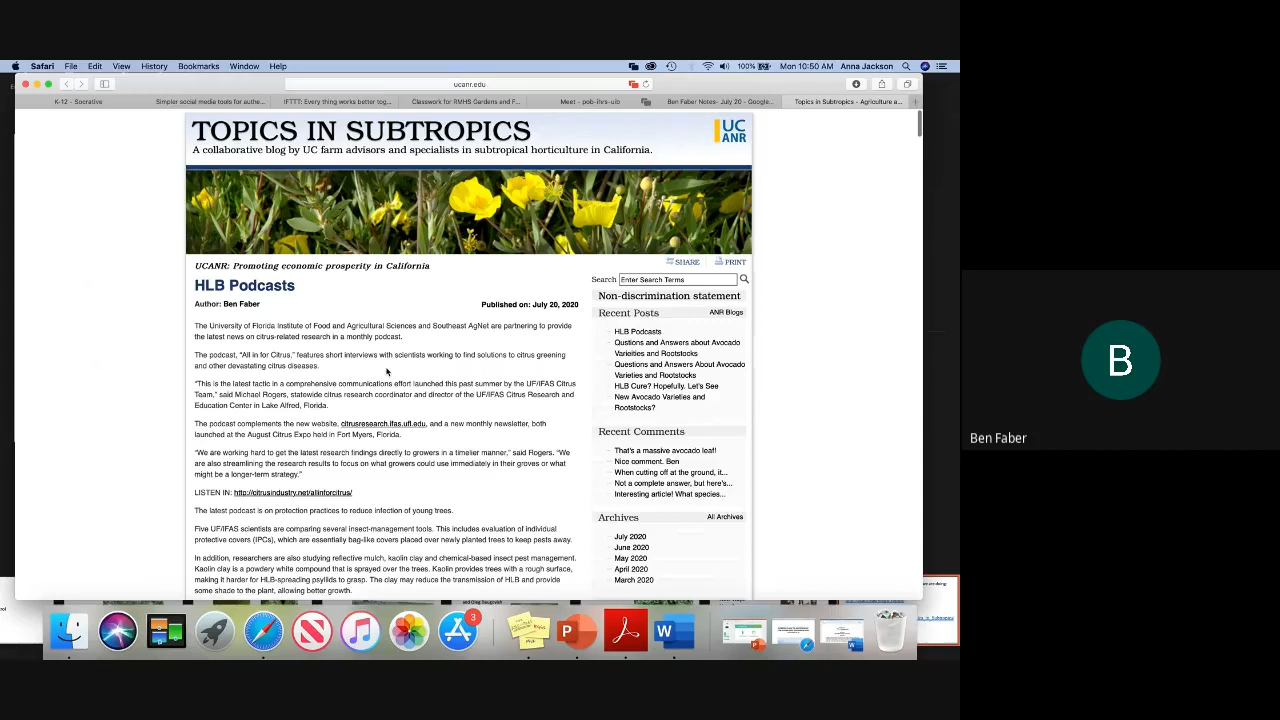 Safari File Edit View History Bookmarks Window Help
100% Mon 10:50 AM Anna Jackson
ucanr.edu
K-12 - Socrative
Simpler social media tools for authe...
IFTTT: Everything works better tog...
Classwork for RMHS Gardens and F...
Meet - pob-ihrs-uib
Ben Faber Notes- July 20 - Google...
Topics in Subtropics - Agriculture a...
TOPICS IN SUBTROPICS
A collaborative blog by UC farm advisors and specialists in subtropical horticulture in California.
UC
ANR
SHARE PRINT
UCANR: Promoting economic prosperity in California
HLB Podcasts
Author: Ben Faber
Published on: July 20, 2020
The University of Florida Institute of Food and Agricultural Sciences and Southeast AgNet are partnering to provide
the latest news on citrus-related research in a monthly podcast.
The podcast, “All in for Citrus,” features short interviews with scientists working to find solutions to citrus greening
and other devastating citrus diseases.
“This is the latest tactic in a comprehensive communications effort launched this past summer by the UF/IFAS Citrus
Team,” said Michael Rogers, statewide citrus research coordinator and director of the UF/IFAS Citrus Research and
Education Center in Lake Alfred, Florida.
The podcast complements the new website, citrusresearch.ifas.ufl.edu, and a new monthly newsletter, both
launched at the August Citrus Expo held in Fort Myers, Florida.
“We are working hard to get the latest research findings directly to growers in a timelier manner,” said Rogers. “We
are also streamlining the research results to focus on what growers could use immediately in their groves or what
might be a longer-term strategy.”
LISTEN IN: http://citrusindustry.net/allinforcitrus/
The latest podcast is on protection practices to reduce infection of young trees.
Five UF/IFAS scientists are comparing several insect-management tools. This includes evaluation of individual
protective covers (IPCs), which are essentially bag-like covers placed over newly planted trees to keep pests away.
In addition, researchers are also studying reflective mulch, kaolin clay and chemical-based insect pest management.
Kaolin clay is a powdery white compound that is sprayed over the trees. Kaolin provides trees with a rough surface,
making it harder for HLB-spreading psyllids to grasp. The clay may reduce the transmission of HLB and provide
some shade to the plant, allowing better growth.
Search Enter Search Terms
Non-discrimination statement
Recent Posts ANR Blogs
HLB Podcasts
Qustions and Answers about Avocado
Varieities and Rootstocks
Questions and Answers About Avocado
Varieties and Rootstocks
HLB Cure? Hopefully. Let's See
New Avocado Varieties and
Rootstocks?
Recent Comments
That's a massive avocado leaf!
Nice comment. Ben
When cutting off at the ground, it...
Not a complete answer, but here's...
Interesting article! What species...
Archives All Archives
July 2020
June 2020
May 2020
April 2020
March 2020
3
B
Ben Faber